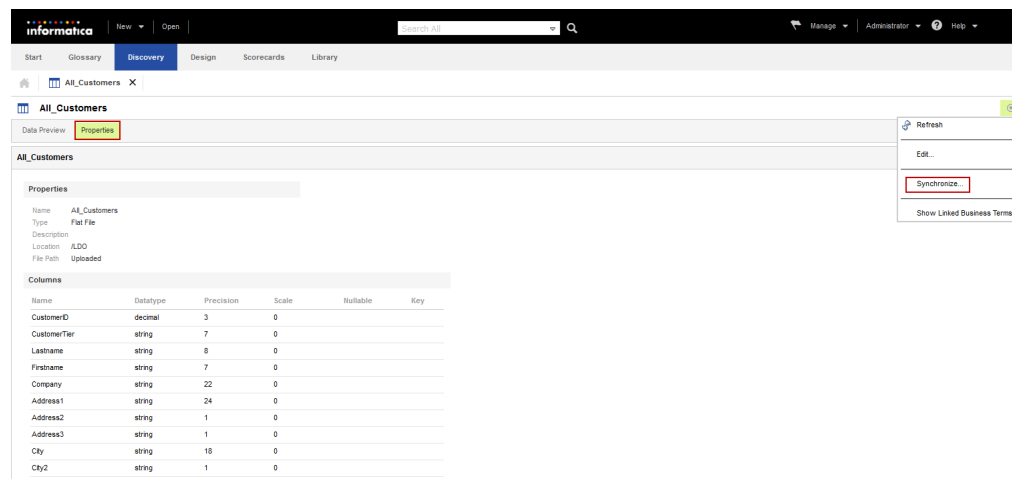 informatica New Open Search All Manage Administrator Help
Start Glossary Discovery Design Scorecards Library
All_Customers
All_Customers
Data Preview Properties
Refresh
Edit...
Synchronize...
Show Linked Business Terms
All_Customers
Properties
Name All_Customers
Type Flat File
Description
Location /LDO
File Path Uploaded
Columns
Name Datatype Precision Scale Nullable Key
CustomerID decimal 3 0
CustomerTier string 7 0
Lastname string 8 0
Firstname string 7 0
Company string 22 0
Address1 string 24 0
Address2 string 1 0
Address3 string 1 0
City string 18 0
City2 string 1 0